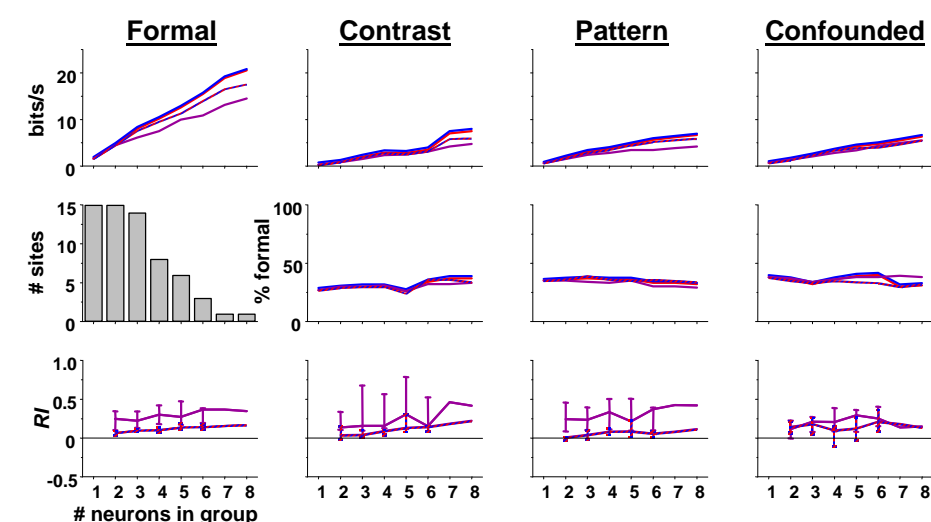 Formal Contrast Pattern Confounded
bits/s
20
10
0
# sites
15
10
5
0
% formal
100
50
0
RI
1.0
0.5
0
-0.5
1 2 3 4 5 6 7 8
1 2 3 4 5 6 7 8
1 2 3 4 5 6 7 8
1 2 3 4 5 6 7 8
# neurons in group